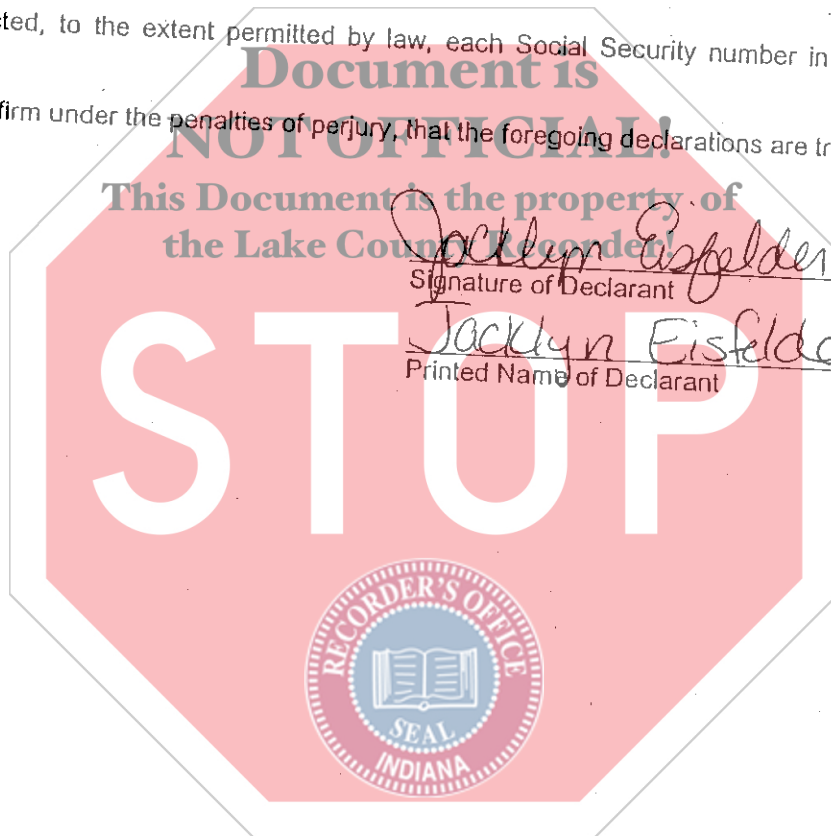 cted, to the extent permitted by law, each Social Security number in
Document is
firm under the penalties of perjury, that the foregoing declarations are tr
NOT OFFICIAL!
This Document is the property of
the Lake County Recorder!
Jacklyn Eisfelder
Signature of Declarant
Jacklyn Eisfelde
Printed Name of Declarant
STOP
RECORDER'S OFFICE
SEAL
INDIANA